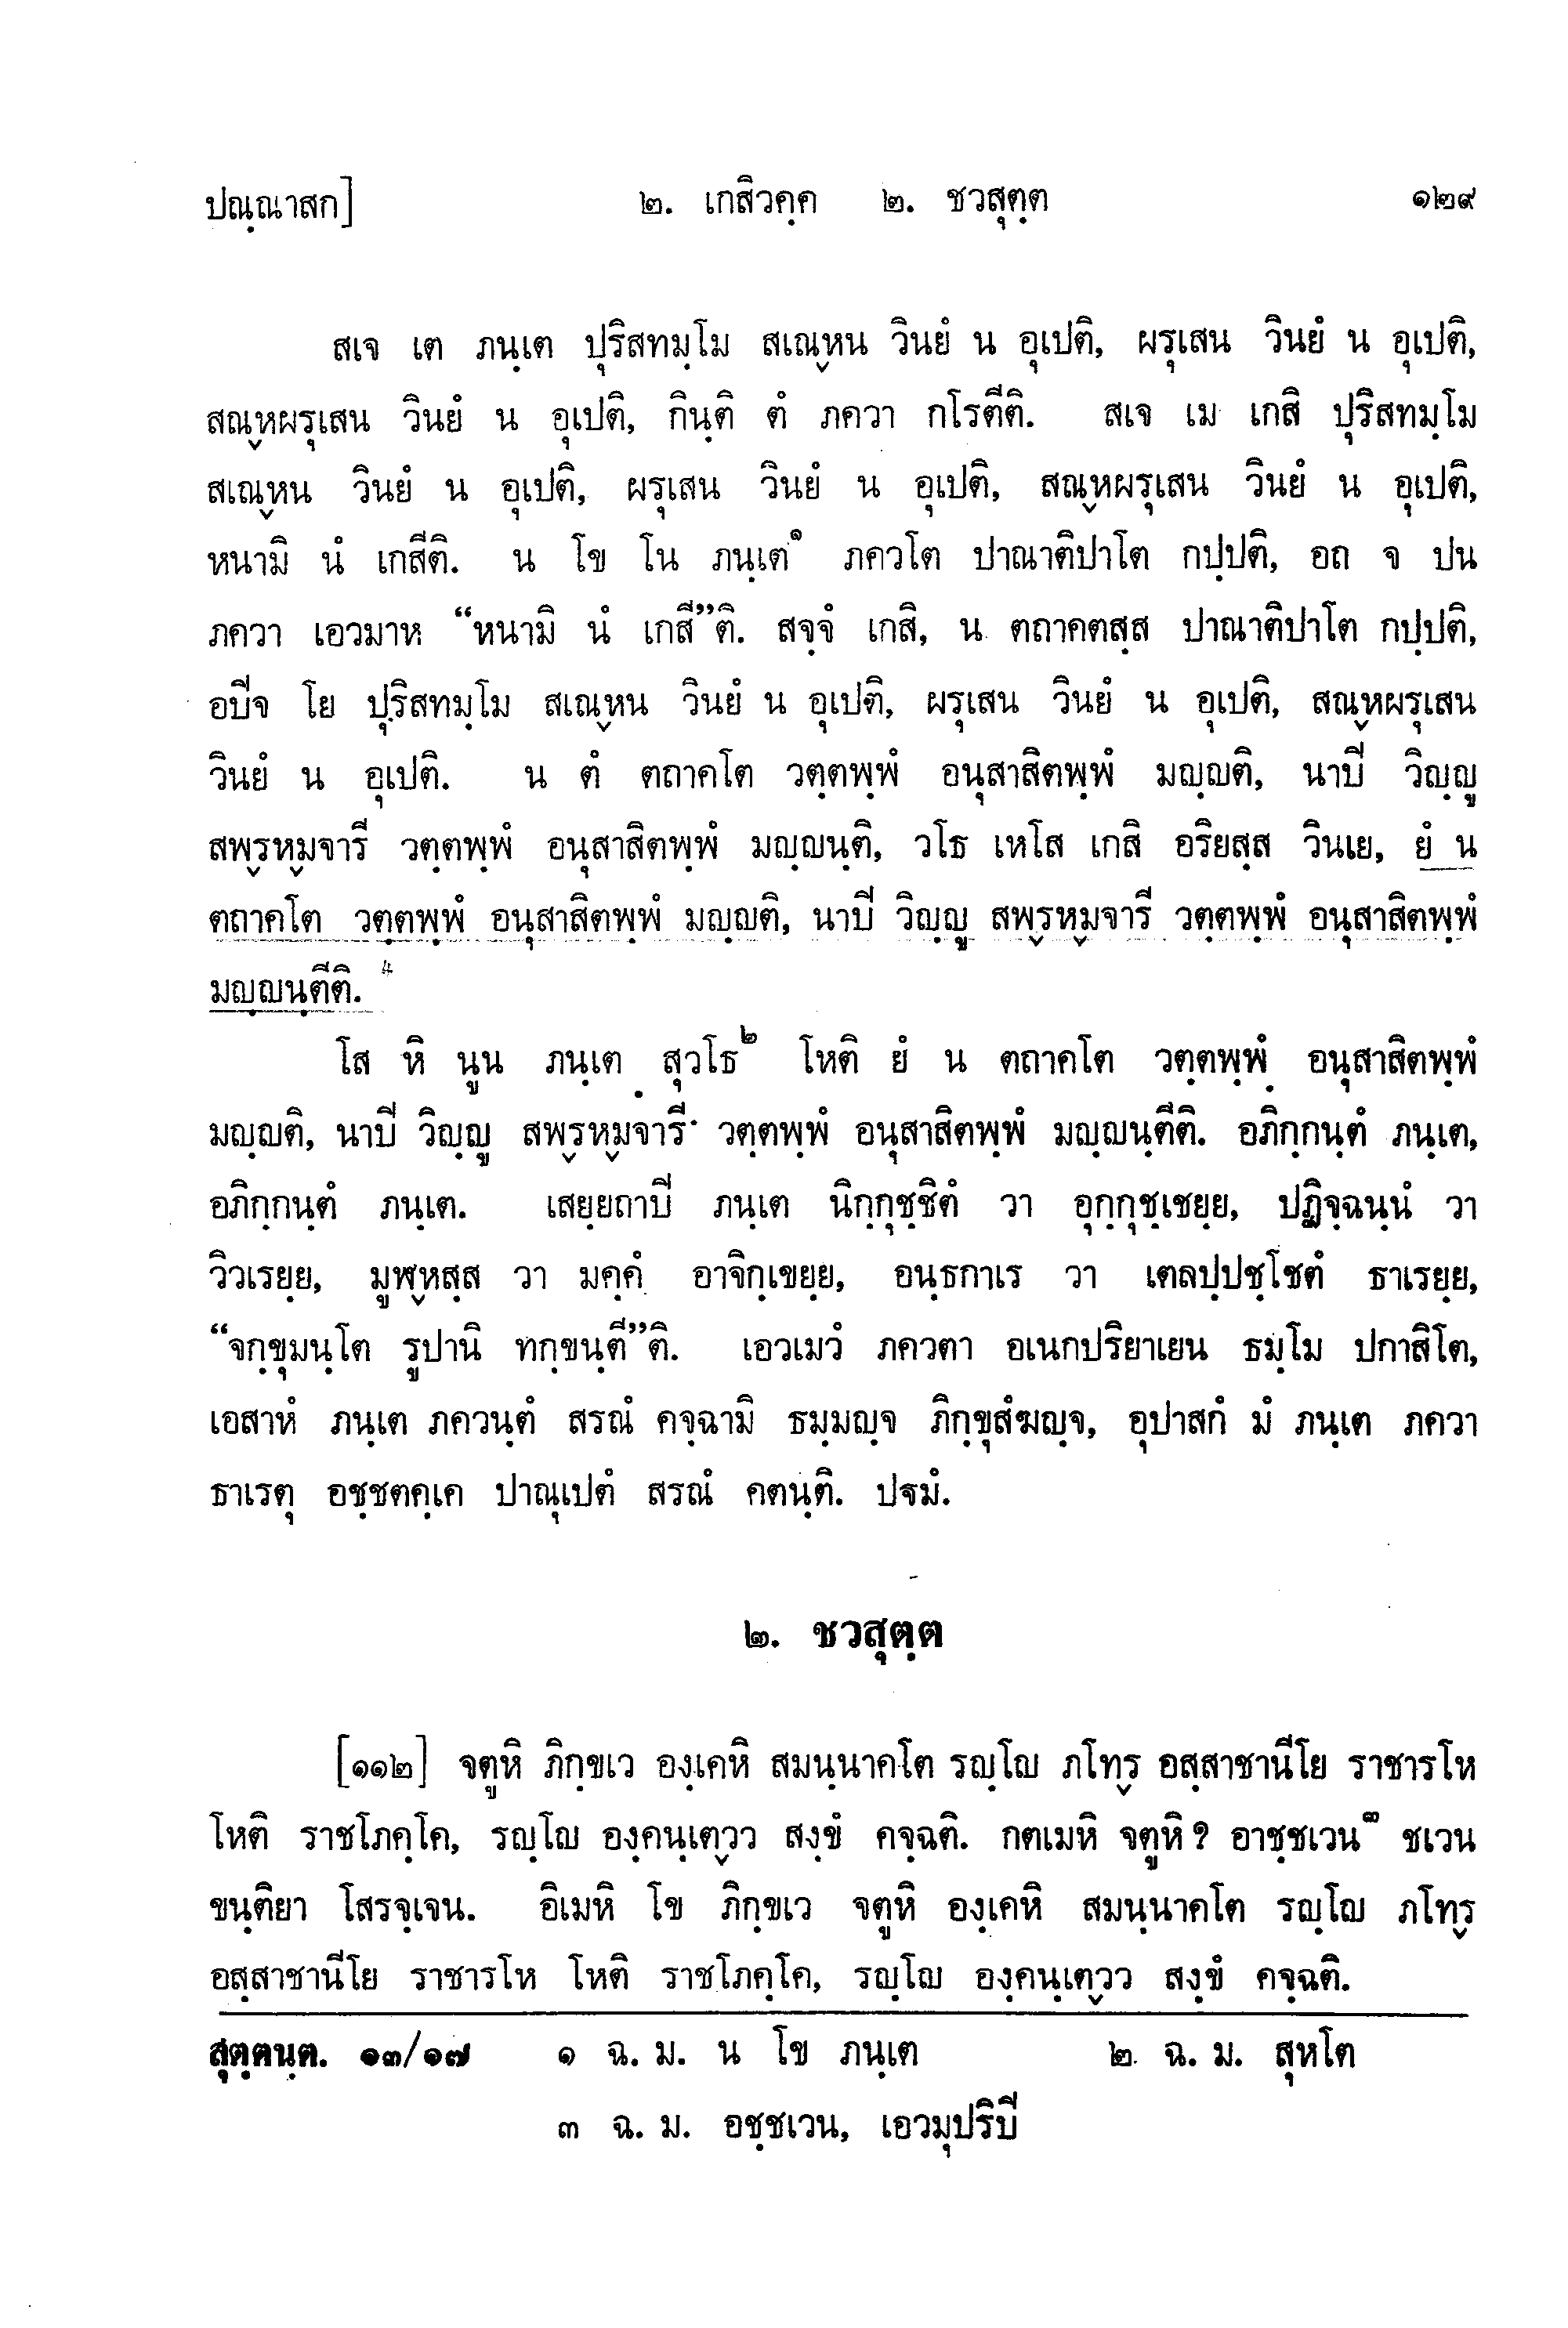 ปณฺณาสก] ๒. เกสิวคฺค ๒. ชวสุตฺต ๑๒๙
สเจ เต ภนฺเต ปุริสทมฺโม สเณฺหน วินยํ น อุเปติ, ผรุเสน วินยํ น อุเปติ,
สณฺหผรุเสน วินยํ น อุเปติ, กินฺติ ตํ ภควา กโรตีติ. สเจ เม เกสิ ปุริสทมฺโม
สเณฺหน วินยํ น อุเปติ, ผรุเสน วินยํ น อุเปติ, สณฺหผรุเสน วินยํ น อุเปติ,
หนามิ นํ เกสีติ. น โข โน ภนฺเต๑ ภควโต ปาณาติปาโต กปฺปติ, อถ จ ปน
ภควา เอวมาห “หนามิ นํ เกสี”ติ. สจฺจํ เกสิ, น ตถาคตสฺส ปาณาติปาโต กปฺปติ,
อปิจ โย ปุริสทมฺโม สเณฺหน วินยํ น อุเปติ, ผรุเสน วินยํ น อุเปติ, สณฺหผรุเสน
วินยํ น อุเปติ. น ตํ ตถาคโต วตฺตพฺพํ อนุสาสิตพฺพํ มญฺญติ, นาปิ วิญฺญู
สพฺรหฺมจารี วตฺตพฺพํ อนุสาสิตพฺพํ มญฺญนฺติ, วโธ เหโส เกสิ อริยสฺส วินเย, ยํ น
ตถาคโต วตฺตพฺพํ อนุสาสิตพฺพํ มญฺญติ, นาปิ วิญฺญู สพฺรหฺมจารี วตฺตพฺพํ อนุสาสิตพฺพํ
มญฺญนฺตีติ.
โส หิ นูน ภนฺเต สุวโธ๒ โหติ ยํ น ตถาคโต วตฺตพฺพํ อนุสาสิตพฺพํ
มญฺญติ, นาปิ วิญฺญู สพฺรหฺมจารี วตฺตพฺพํ อนุสาสิตพฺพํ มญฺญนฺตีติ. อภิกฺกนฺตํ ภนฺเต,
อภิกฺกนฺตํ ภนฺเต. เสยฺยถาปิ ภนฺเต นิกฺกุชฺชิตํ วา อุกฺกุชฺเชยฺย, ปฏิจฺฉนฺนํ วา
วิวเรยฺย, มูฬฺหสฺส วา มคฺคํ อาจิกฺเขยฺย, อนฺธกาเร วา เตลปฺปชฺโชตํ ธาเรยฺย,
“จกฺขุมนฺโต รูปานิ ทกฺขนฺตี”ติ. เอวเมวํ ภควตา อเนกปริยาเยน ธมฺโม ปกาสิโต,
เอสาหํ ภนฺเต ภควนฺตํ สรณํ คจฺฉามิ ธมฺมญฺจ ภิกฺขุสํฆญฺจ, อุปาสกํ มํ ภนฺเต ภควา
ธาเรตุ อชฺชตคฺเค ปาณุเปตํ สรณํ คตนฺติ. ปฐมํ.
๒. ชวสุตฺต
[๑๑๒] จตูหิ ภิกฺขเว องฺเคหิ สมนฺนาคโต รญฺโญ ภโทฺร อสฺสาชานีโย ราชารโห
โหติ ราชโภคฺโค, รญฺโญ องฺคนฺเตฺวว สงฺขํ คจฺฉติ. กตเมหิ จตูหิ? อาชฺชเวน๓ ชเวน
ขนฺติยา โสรจฺเจน. อิเมหิ โข ภิกฺขเว จตูหิ องฺเคหิ สมนฺนาคโต รญฺโญ ภโทฺร
อสฺสาชานีโย ราชารโห โหติ ราชโภคฺโค, รญฺโญ องฺคนฺเตฺวว สงฺขํ คจฺฉติ.
สุตฺตนฺต. ๑๓/๑๗ ๑ ฉ. ม. น โข ภนฺเต ๒ ฉ. ม. สุหโต
๓ ฉ. ม. อชฺชเวน, เอวมุปริปิ